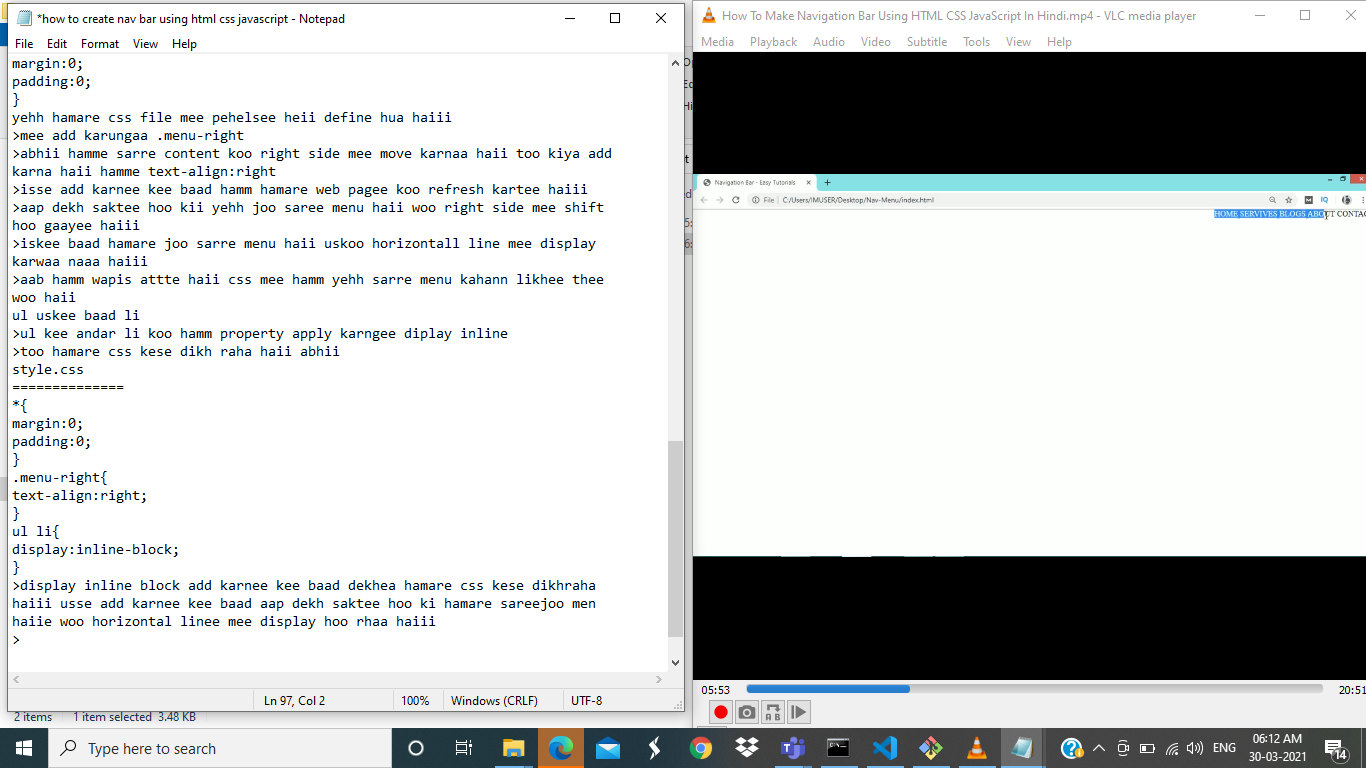 *how to create nav bar using html css javascript - Notepad
File Edit Format View Help
margin:0;
padding:0;
}
yehh hamare css file mee pehelsee heii define hua haiii
>mee add karungaa .menu-right
>abhii hamme sarre content koo right side mee move karnaa haii too kiya add
karna haii hamme text-align:right
>isse add karnee kee baad hamm hamare web pagee koo refresh kartee haiii
>aap dekh saktee hoo kii yehh joo saree menu haii woo right side mee shift
hoo gaayee haiii
>iskee baad hamare joo sarre menu haii uskoo horizontall line mee display
karwaa naaa haiii
>aab hamm wapis attte haii css mee hamm yehh sarre menu kahann likhee thee
woo haii
ul uskee baad li
>ul kee andar li koo hamm property apply karngee diplay inline
>too hamare css kese dikh raha haii abhii
style.css
==============
*{
margin:0;
padding:0;
}
.menu-right{
text-align:right;
}
ul li{
display:inline-block;
}
>display inline block add karnee kee baad dekhea hamare css kese dikhraha
haiii usse add karnee kee baad aap dekh saktee hoo ki hamare sareejoo men
haiie woo horizontal linee mee display hoo rhaa haiii
>
Ln 97, Col 2 100% Windows (CRLF) UTF-8
2 items 1 item selected 3.48 KB
How To Make Navigation Bar Using HTML CSS JavaScript In Hindi.mp4 - VLC media player
Media Playback Audio Video Subtitle Tools View Help
Navigation Bar - Easy Tutorials
File C:/Users/IMUSER/Desktop/Nav-Menu/index.html
HOME SERVIVES BLOGS ABOUT CONTAC
05:53 20:51
Type here to search
ENG 06:12 AM
30-03-2021
14